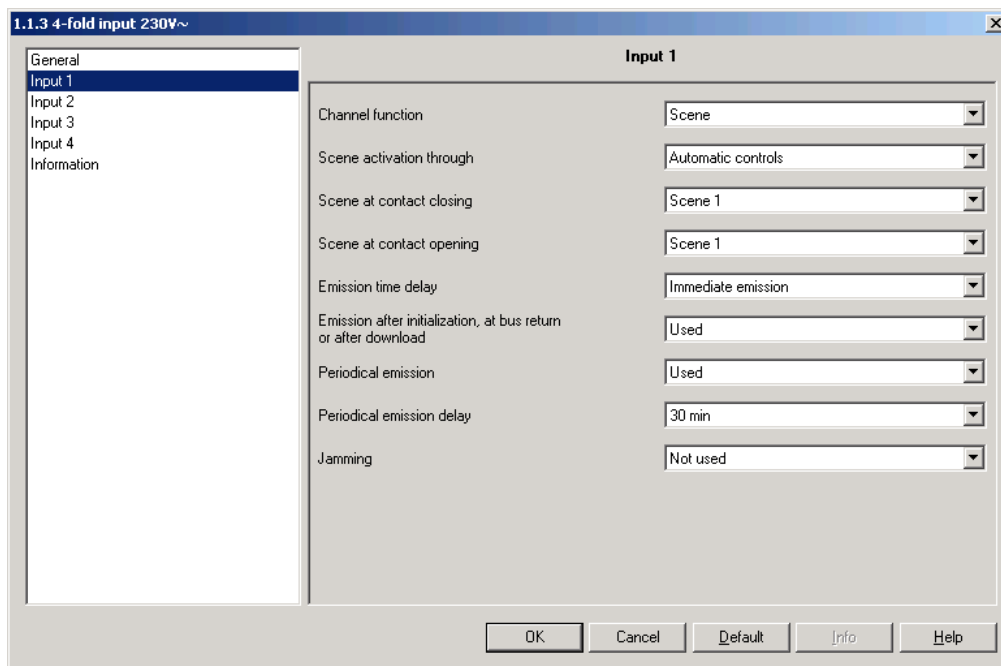 1.1.3 4-fold input 230V~
General
Input 1
Input 2
Input 3
Input 4
Information
Input 1
Channel function
Scene
Scene activation through
Automatic controls
Scene at contact closing
Scene 1
Scene at contact opening
Scene 1
Emission time delay
Immediate emission
Emission after initialization, at bus return
or after download
Used
Periodical emission
Used
Periodical emission delay
30 min
Jamming
Not used
OK
Cancel
Default
Info
Help